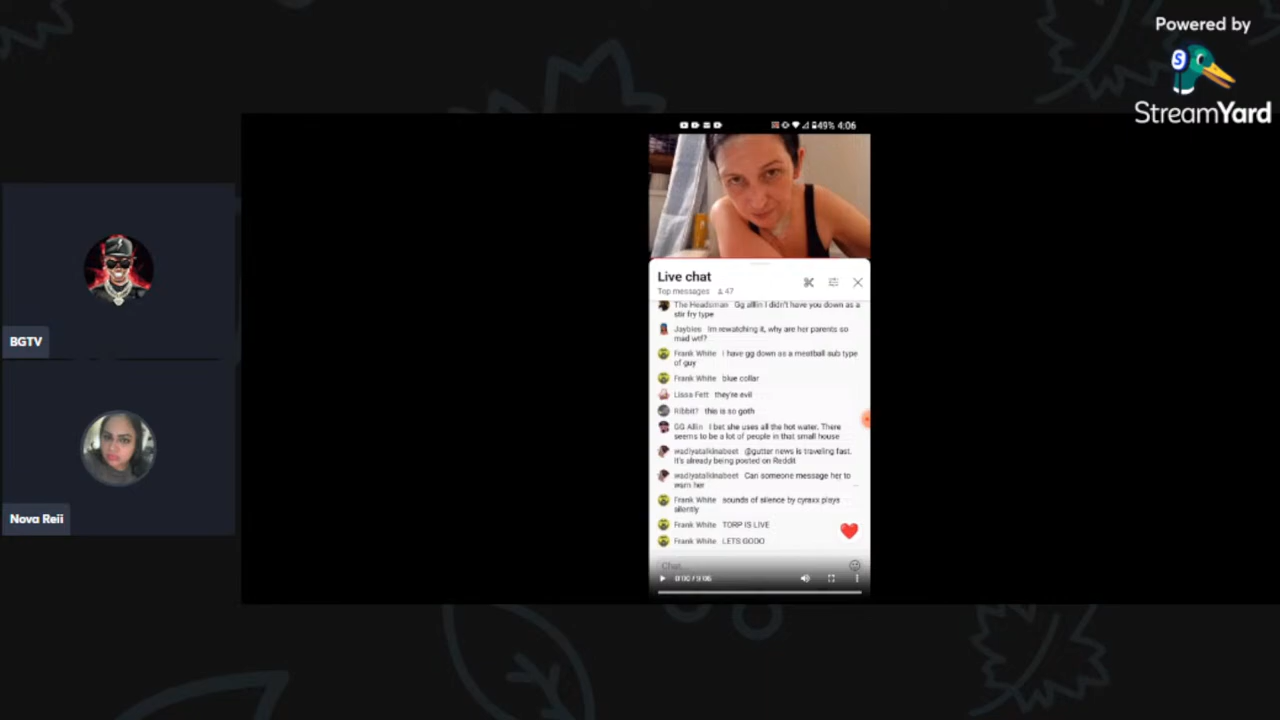 Powered by
StreamYard
49% 4:06
Live chat
Top messages 47
The Headsman Gg allin I didn't have you down as a
stir fry type
Jayblee Im rewatching it, why are her parents so
mad wtf?
Frank White I have gg down as a meatball sub type
of guy
Frank White blue collar
Lissa Fett they're evil
Ribbit? this is so goth
GG Allin I bet she uses all the hot water. There
seems to be a lot of people in that small house
wadiyatalkinabeet @gutter news is traveling fast.
It's already being posted on Reddit
wadiyatalkinabeet Can someone message her to
warn her
Frank White sounds of silence by cyraxx plays
silently
Frank White TORP IS LIVE
Frank White LETS GOOO
Chat...
BGTV
Nova Reii